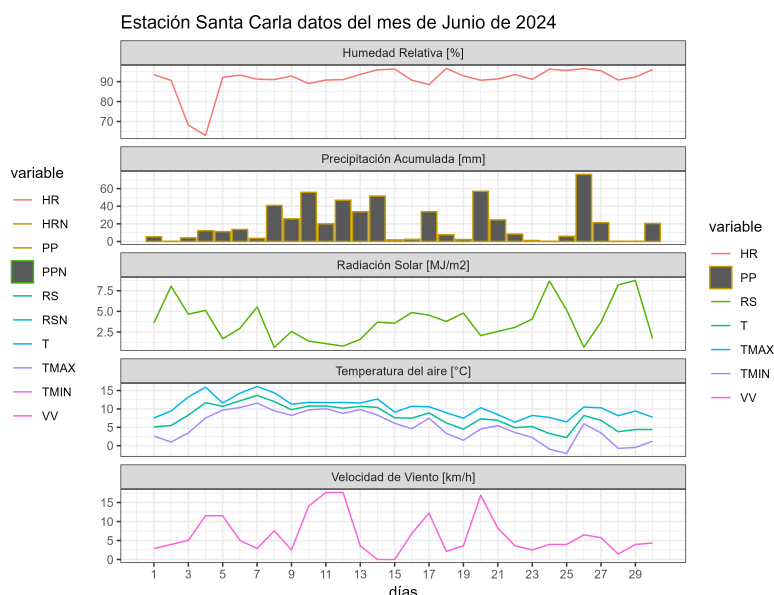 Estación Santa Carla datos del mes de Junio de 2024
Humedad Relativa [%]
90
80
70
Precipitación Acumulada [mm]
60
40
20
0
Radiación Solar [MJ/m2]
7.5
5.0
2.5
Temperatura del aire [°C]
15
10
5
0
Velocidad de Viento [km/h]
15
10
5
0
1 3 5 7 9 11 13 15 17 19 21 23 25 27 29
días
variable
HR
HRN
PP
PPN
RS
RSN
T
TMAX
TMIN
VV
variable
HR
PP
RS
T
TMAX
TMIN
VV